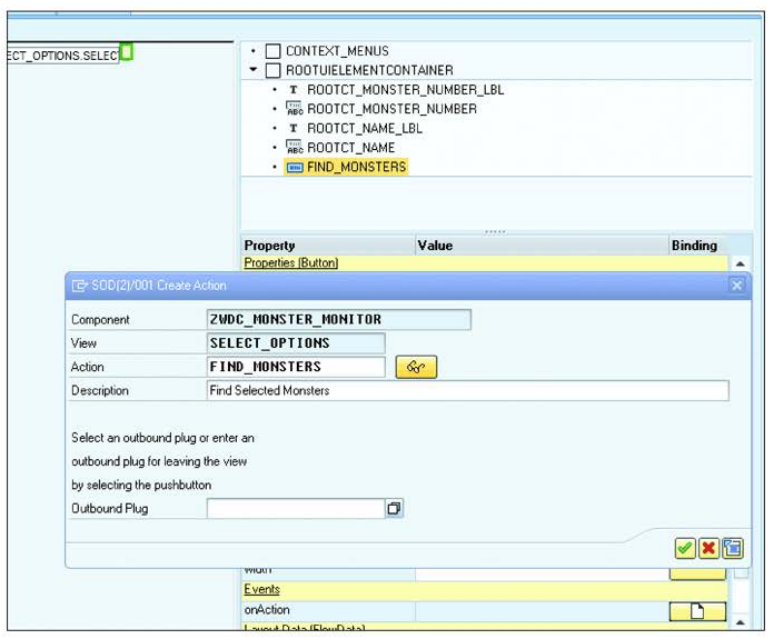 ECT_OPTIONS.SELEC
CONTEXT_MENUS
ROOTUIELEMENTCONTAINER
T ROOTCT_MONSTER_NUMBER_LBL
ABC ROOTCT_MONSTER_NUMBER
T ROOTCT_NAME_LBL
ABC ROOTCT_NAME
FIND_MONSTERS
Property Value Binding
Properties (Button)
SOD(2)/001 Create Action
Component ZWDC_MONSTER_MONITOR
View SELECT_OPTIONS
Action FIND_MONSTERS
Description Find Selected Monsters
Select an outbound plug or enter an
outbound plug for leaving the view
by selecting the pushbutton
Outbound Plug
width
Events
onAction
Layout Data (FlowData)